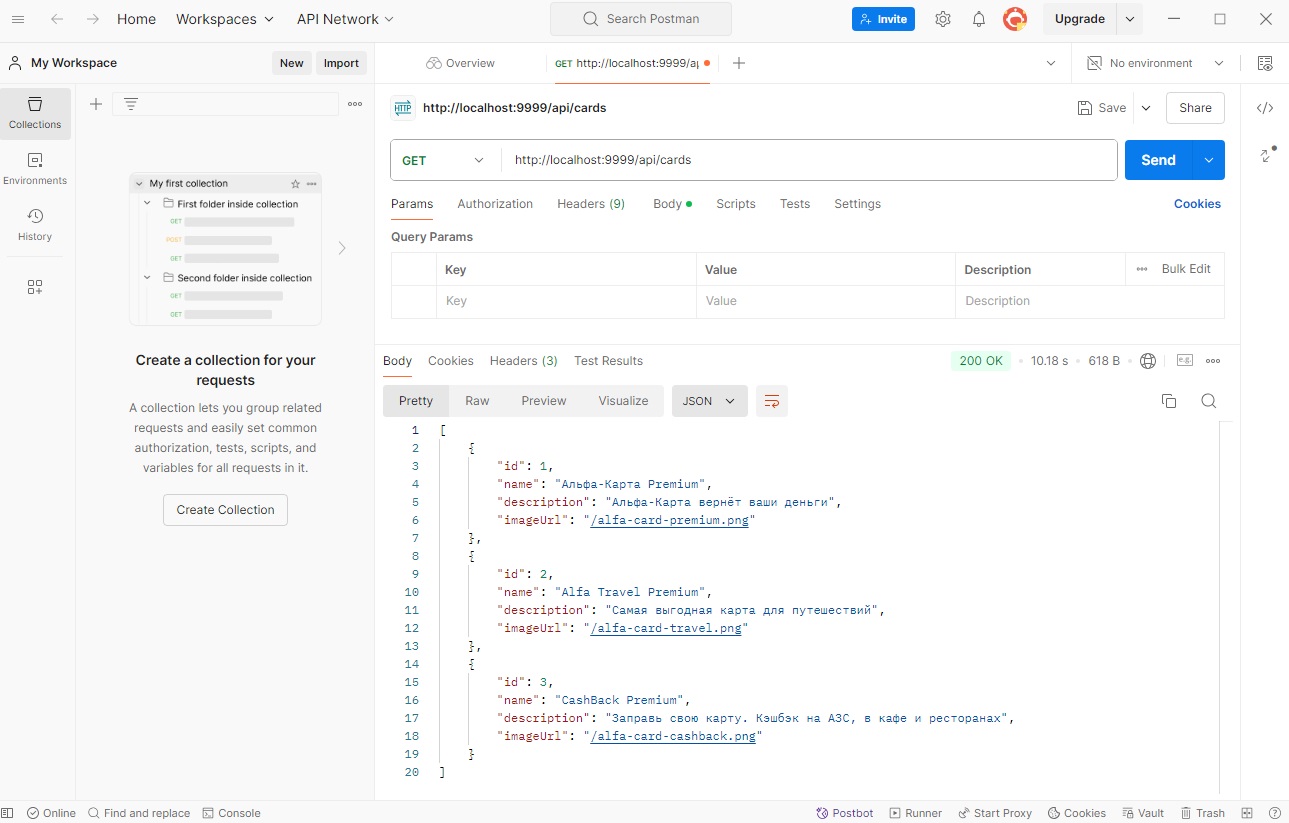 Home Workspaces API Network Search Postman Invite Upgrade
My Workspace New Import Overview GET http://localhost:9999/a No environment
Collections
Environments
History
My first collection
First folder inside collection
GET
POST
GET
Second folder inside collection
GET
GET
Create a collection for your
requests
A collection lets you group related
requests and easily set common
authorization, tests, scripts, and
variables for all requests in it.
Create Collection
HTTP http://localhost:9999/api/cards Save Share
GET http://localhost:9999/api/cards Send
Params Authorization Headers (9) Body Scripts Tests Settings Cookies
Query Params
Key Value Description Bulk Edit
Key Value Description
Body Cookies Headers (3) Test Results 200 OK 10.18 s 618 B e.g.
Pretty Raw Preview Visualize JSON
1 [
2 {
3 "id": 1,
4 "name": "Альфа-Карта Premium",
5 "description": "Альфа-Карта вернёт ваши деньги",
6 "imageUrl": "/alfa-card-premium.png"
7 },
8 {
9 "id": 2,
10 "name": "Alfa Travel Premium",
11 "description": "Самая выгодная карта для путешествий",
12 "imageUrl": "/alfa-card-travel.png"
13 },
14 {
15 "id": 3,
16 "name": "CashBack Premium",
17 "description": "Заправь свою карту. Кэшбэк на АЗС, в кафе и ресторанах",
18 "imageUrl": "/alfa-card-cashback.png"
19 }
20 ]
Online Find and replace Console Postbot Runner Start Proxy Cookies Vault Trash